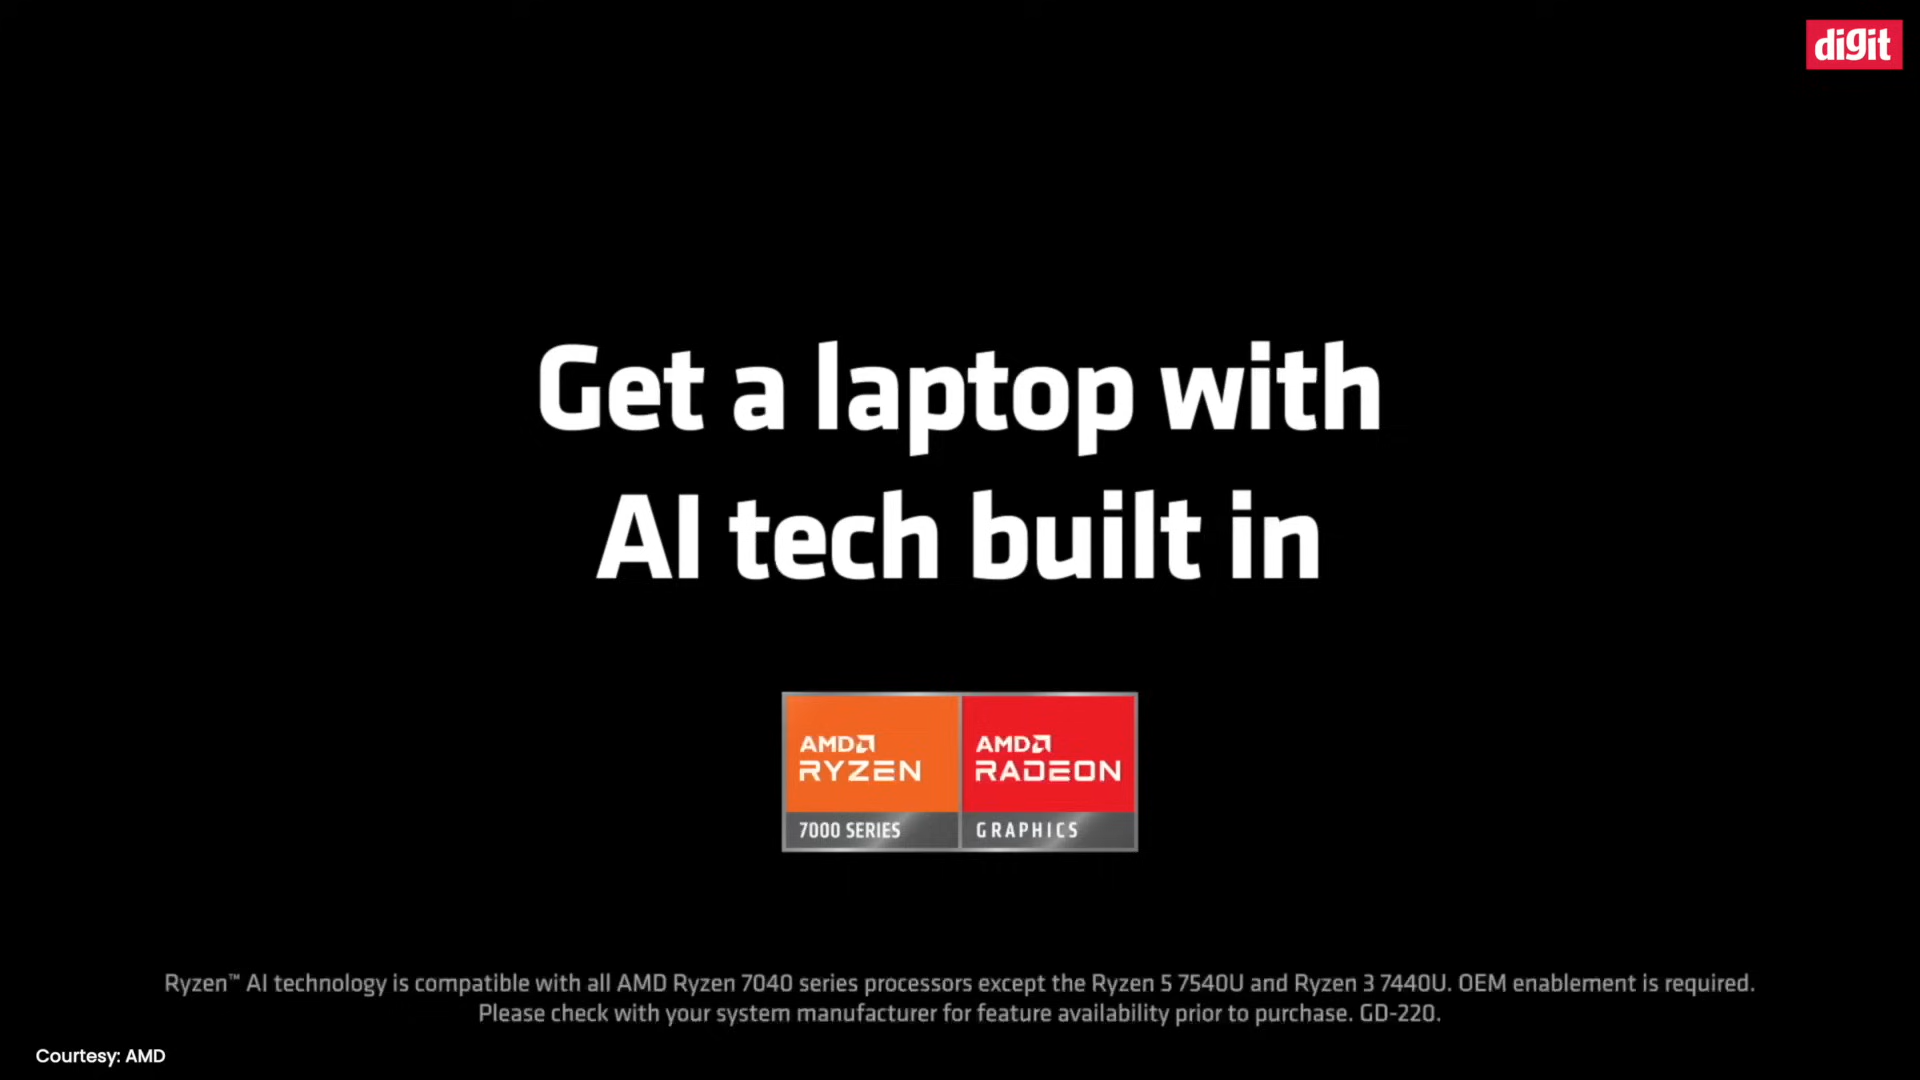 digit
Get a laptop with
AI tech built in
AMD
RYZEN
7000 SERIES
AMD
RADEON
GRAPHICS
Ryzen™ AI technology is compatible with all AMD Ryzen 7040 series processors except the Ryzen 5 7540U and Ryzen 3 7440U. OEM enablement is required.
Please check with your system manufacturer for feature availability prior to purchase. GD-220.
Courtesy: AMD